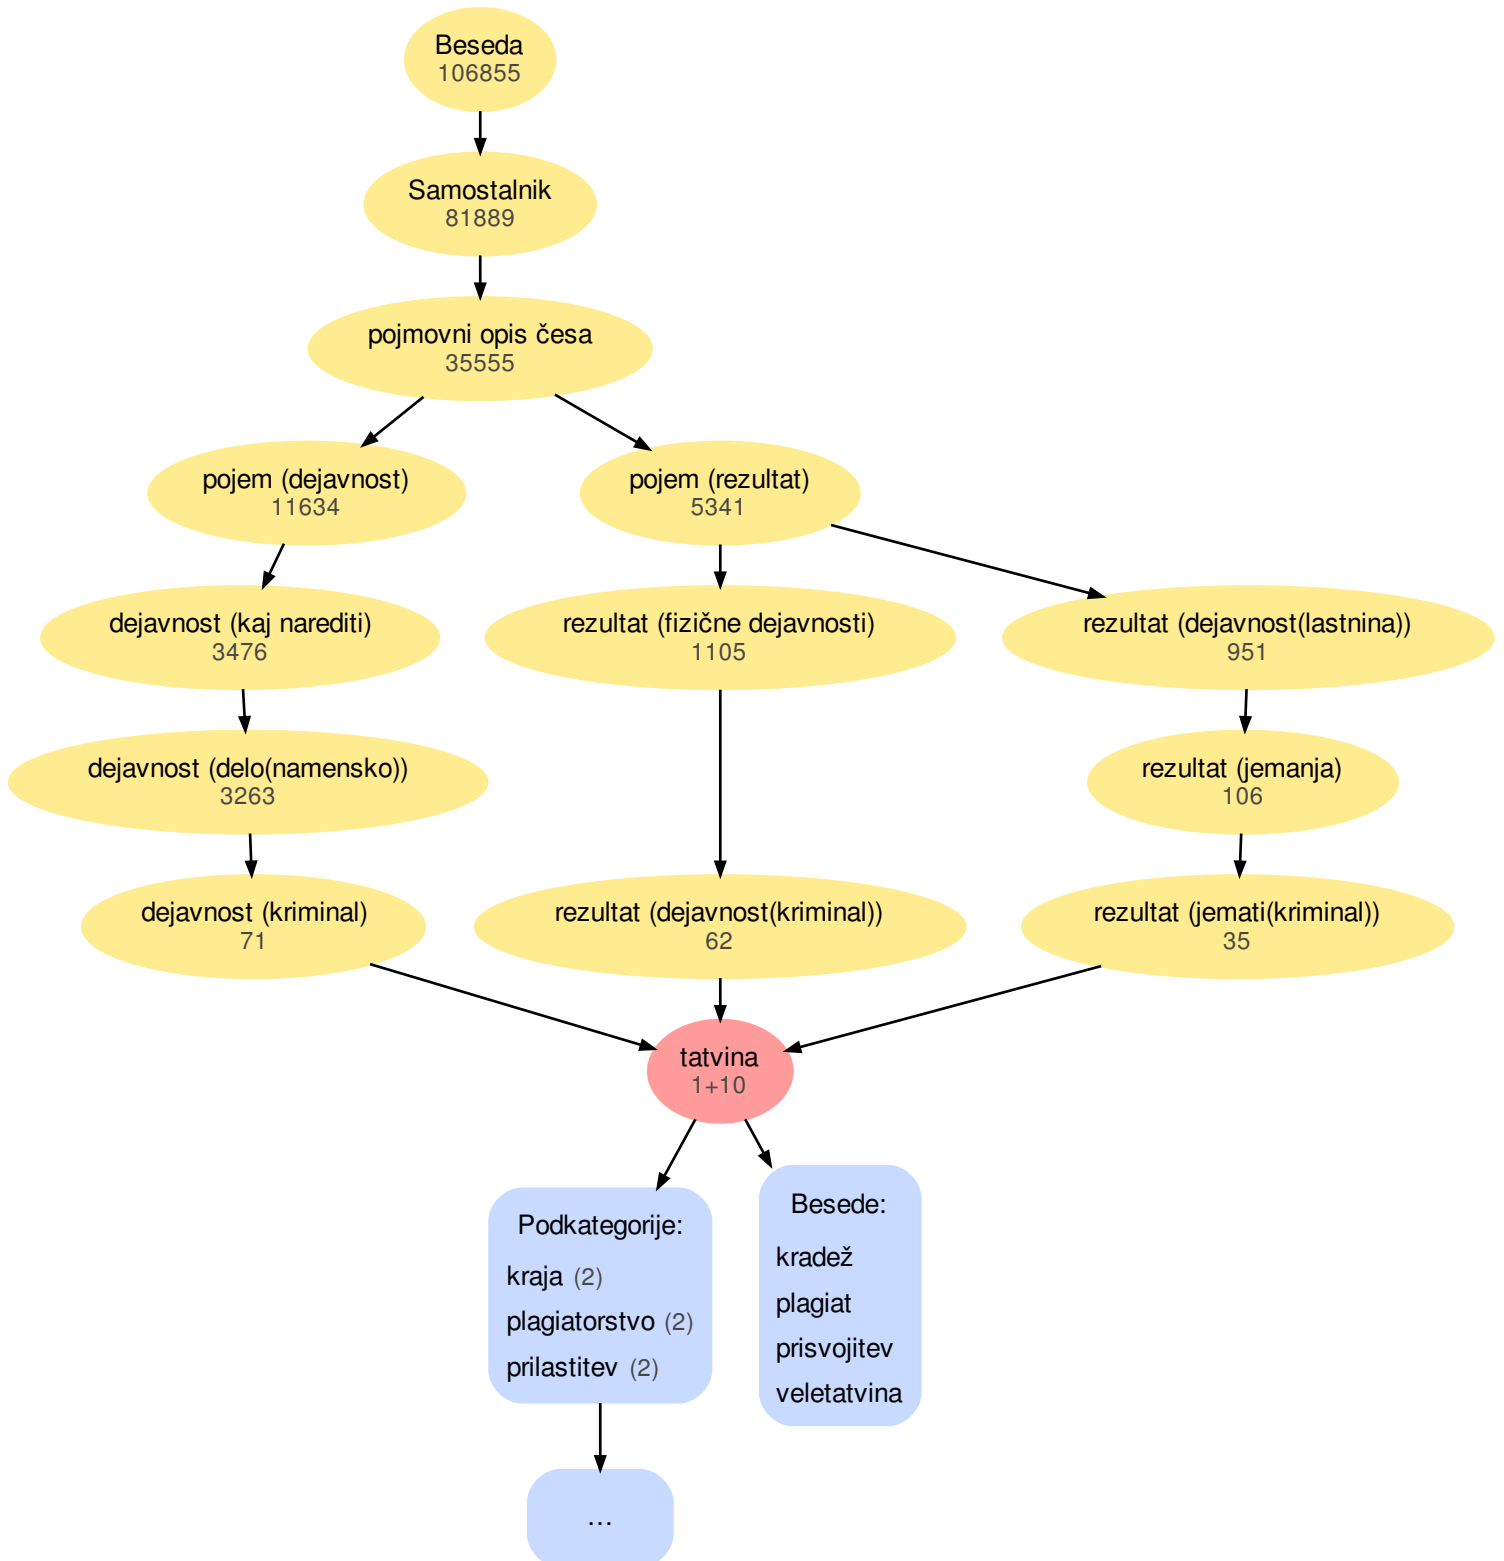 Beseda
106855
Samostalnik
81889
pojmovni opis česa
35555
pojem (dejavnost)
11634
pojem (rezultat)
5341
dejavnost (kaj narediti)
3476
rezultat (fizične dejavnosti)
1105
rezultat (dejavnost(lastnina))
951
dejavnost (delo(namensko))
3263
rezultat (jemanja)
106
dejavnost (kriminal)
71
rezultat (dejavnost(kriminal))
62
rezultat (jemati(kriminal))
35
tatvina
1+10
Podkategorije:
kraja (2)
plagiatorstvo (2)
prilastitev (2)
Besede:
kradež
plagiat
prisvojitev
veletatvina
…